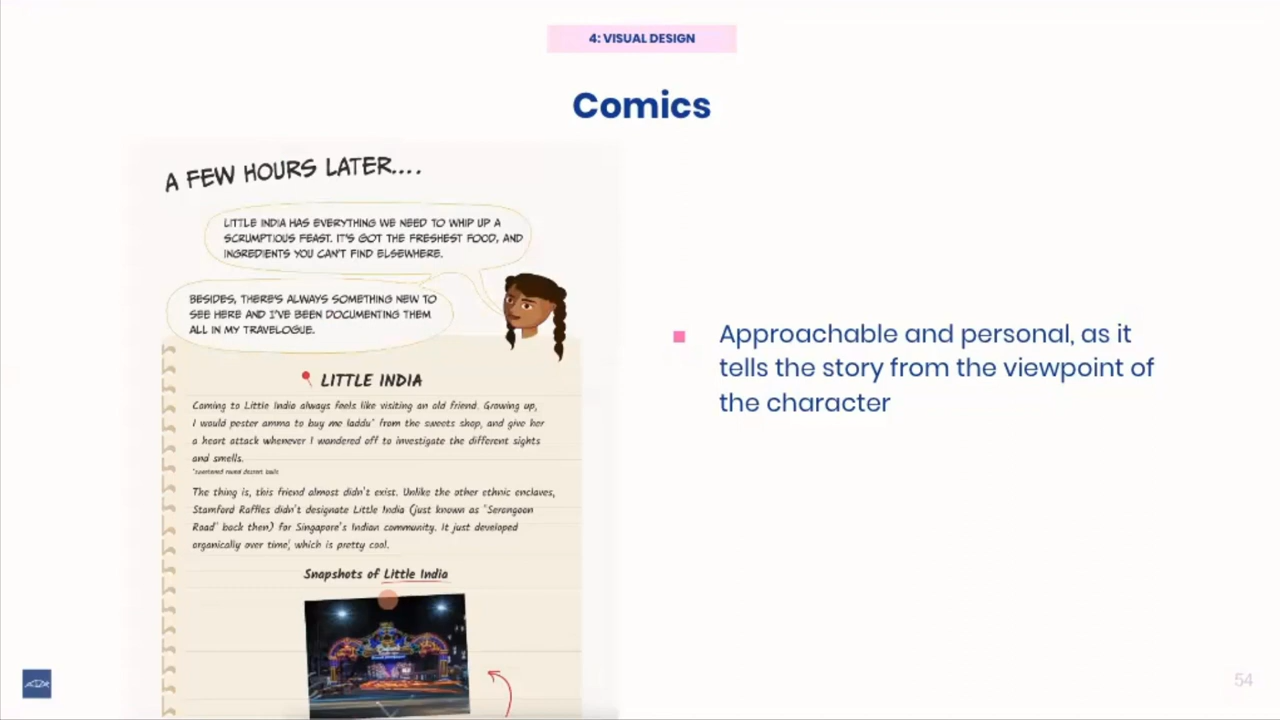 4: VISUAL DESIGN
Comics
A FEW HOURS LATER....
LITTLE INDIA HAS EVERYTHING WE NEED TO WHIP UP A
SCRUMPTIOUS FEAST. IT'S GOT THE FRESHEST FOOD, AND
INGREDIENTS YOU CAN'T FIND ELSEWHERE.
BESIDES, THERE'S ALWAYS SOMETHING NEW TO
SEE HERE AND I'VE BEEN DOCUMENTING THEM
ALL IN MY TRAVELOGUE.
LITTLE INDIA
Coming to Little India always feels like visiting an old friend. Growing up,
I would pester amma to buy me laddu* from the sweets shop, and give her
a heart attack whenever I wandered off to investigate the different sights
and smells.
*sweetened round dessert balls
The thing is, this friend almost didn't exist. Unlike the other ethnic enclaves,
Stamford Raffles didn't designate Little India (just known as "Serangoon
Road" back then) for Singapore's Indian community. It just developed
organically over time, which is pretty cool.
Snapshots of Little India
Approachable and personal, as it
tells the story from the viewpoint of
the character
54